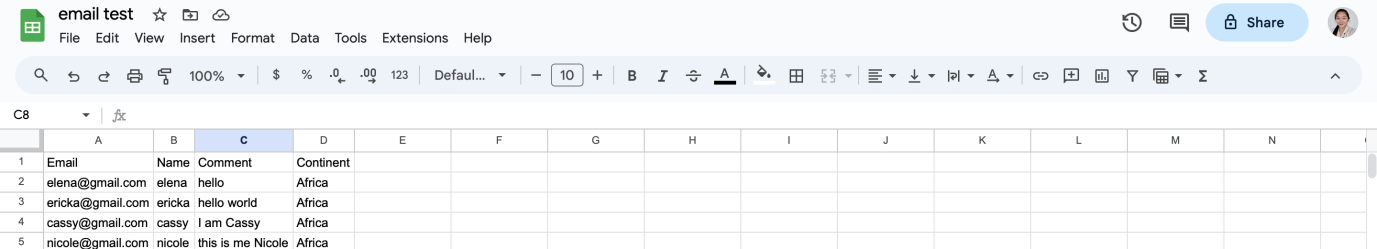 email test
File Edit View Insert Format Data Tools Extensions Help
Share
100% $ % .0 .00 123 Defaul... − 10 + B I S A Σ
C8 fx
A B C D E F G H I J K L M N
1 Email Name Comment Continent
2 elena@gmail.com elena hello Africa
3 ericka@gmail.com ericka hello world Africa
4 cassy@gmail.com cassy I am Cassy Africa
5 nicole@gmail.com nicole this is me Nicole Africa